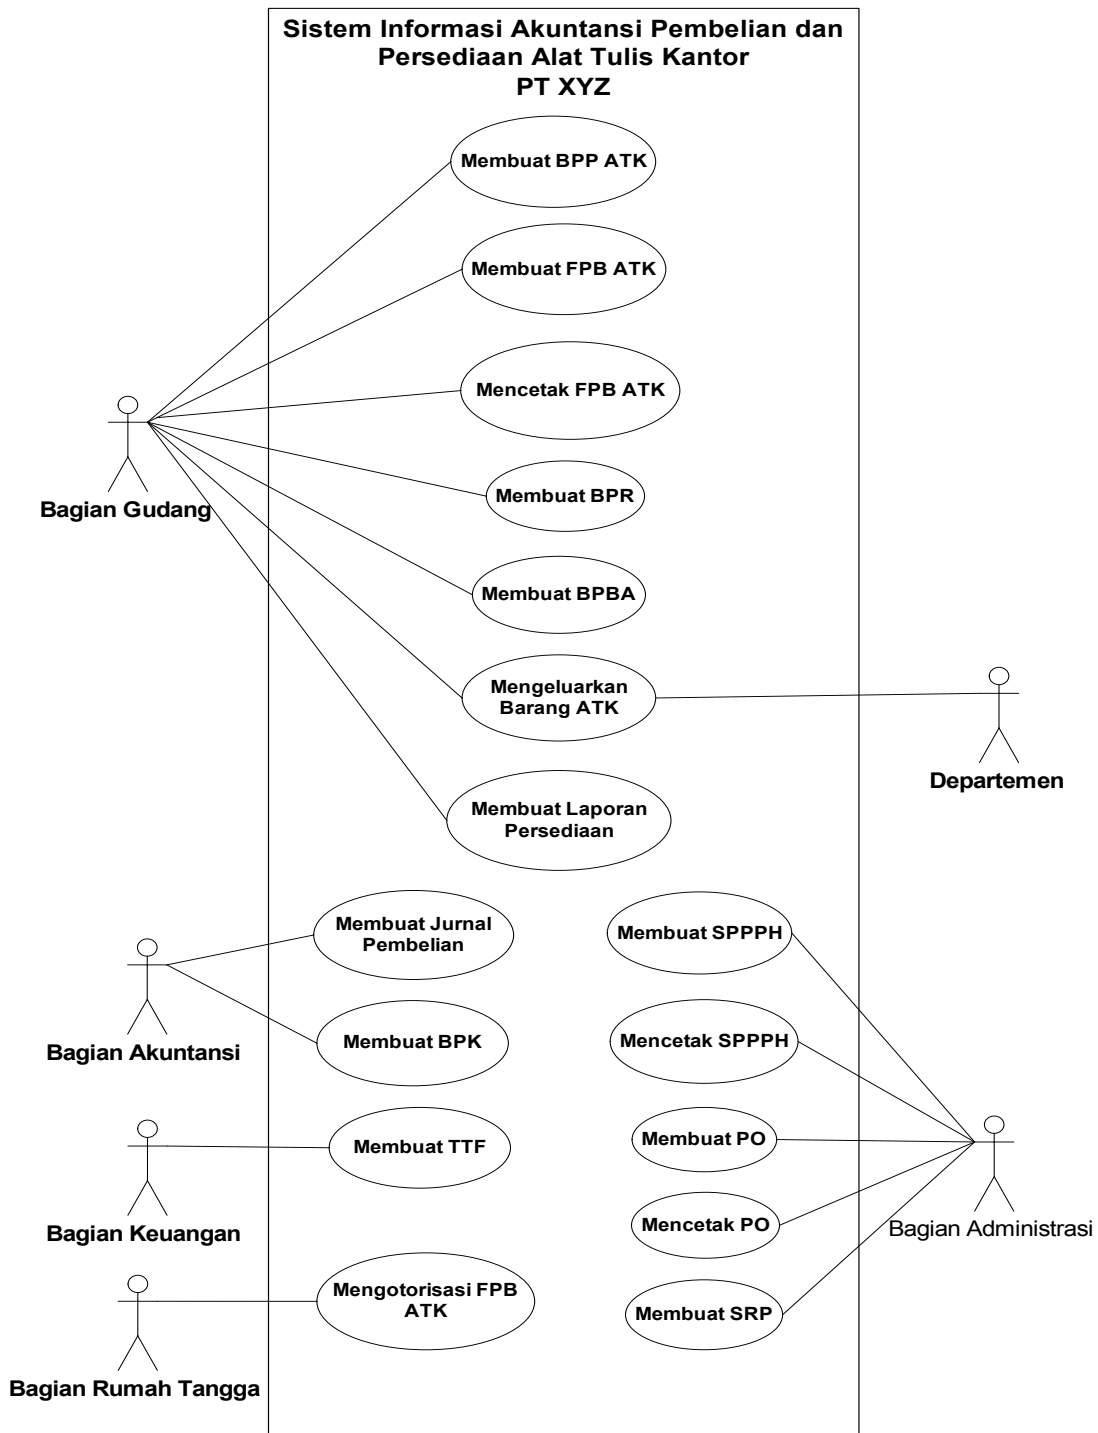 Sistem Informasi Akuntansi Pembelian dan
Persediaan Alat Tulis Kantor
PT XYZ
Membuat BPP ATK
Membuat FPB ATK
Mencetak FPB ATK
Bagian Gudang
Membuat BPR
Membuat BPBA
Mengeluarkan
Barang ATK
Departemen
Membuat Laporan
Persediaan
Membuat Jurnal
Pembelian
Membuat SPPPH
Bagian Akuntansi
Membuat BPK
Mencetak SPPPH
Membuat TTF
Membuat PO
Bagian Keuangan
Mencetak PO
Bagian Administrasi
Mengotorisasi FPB
ATK
Membuat SRP
Bagian Rumah Tangga